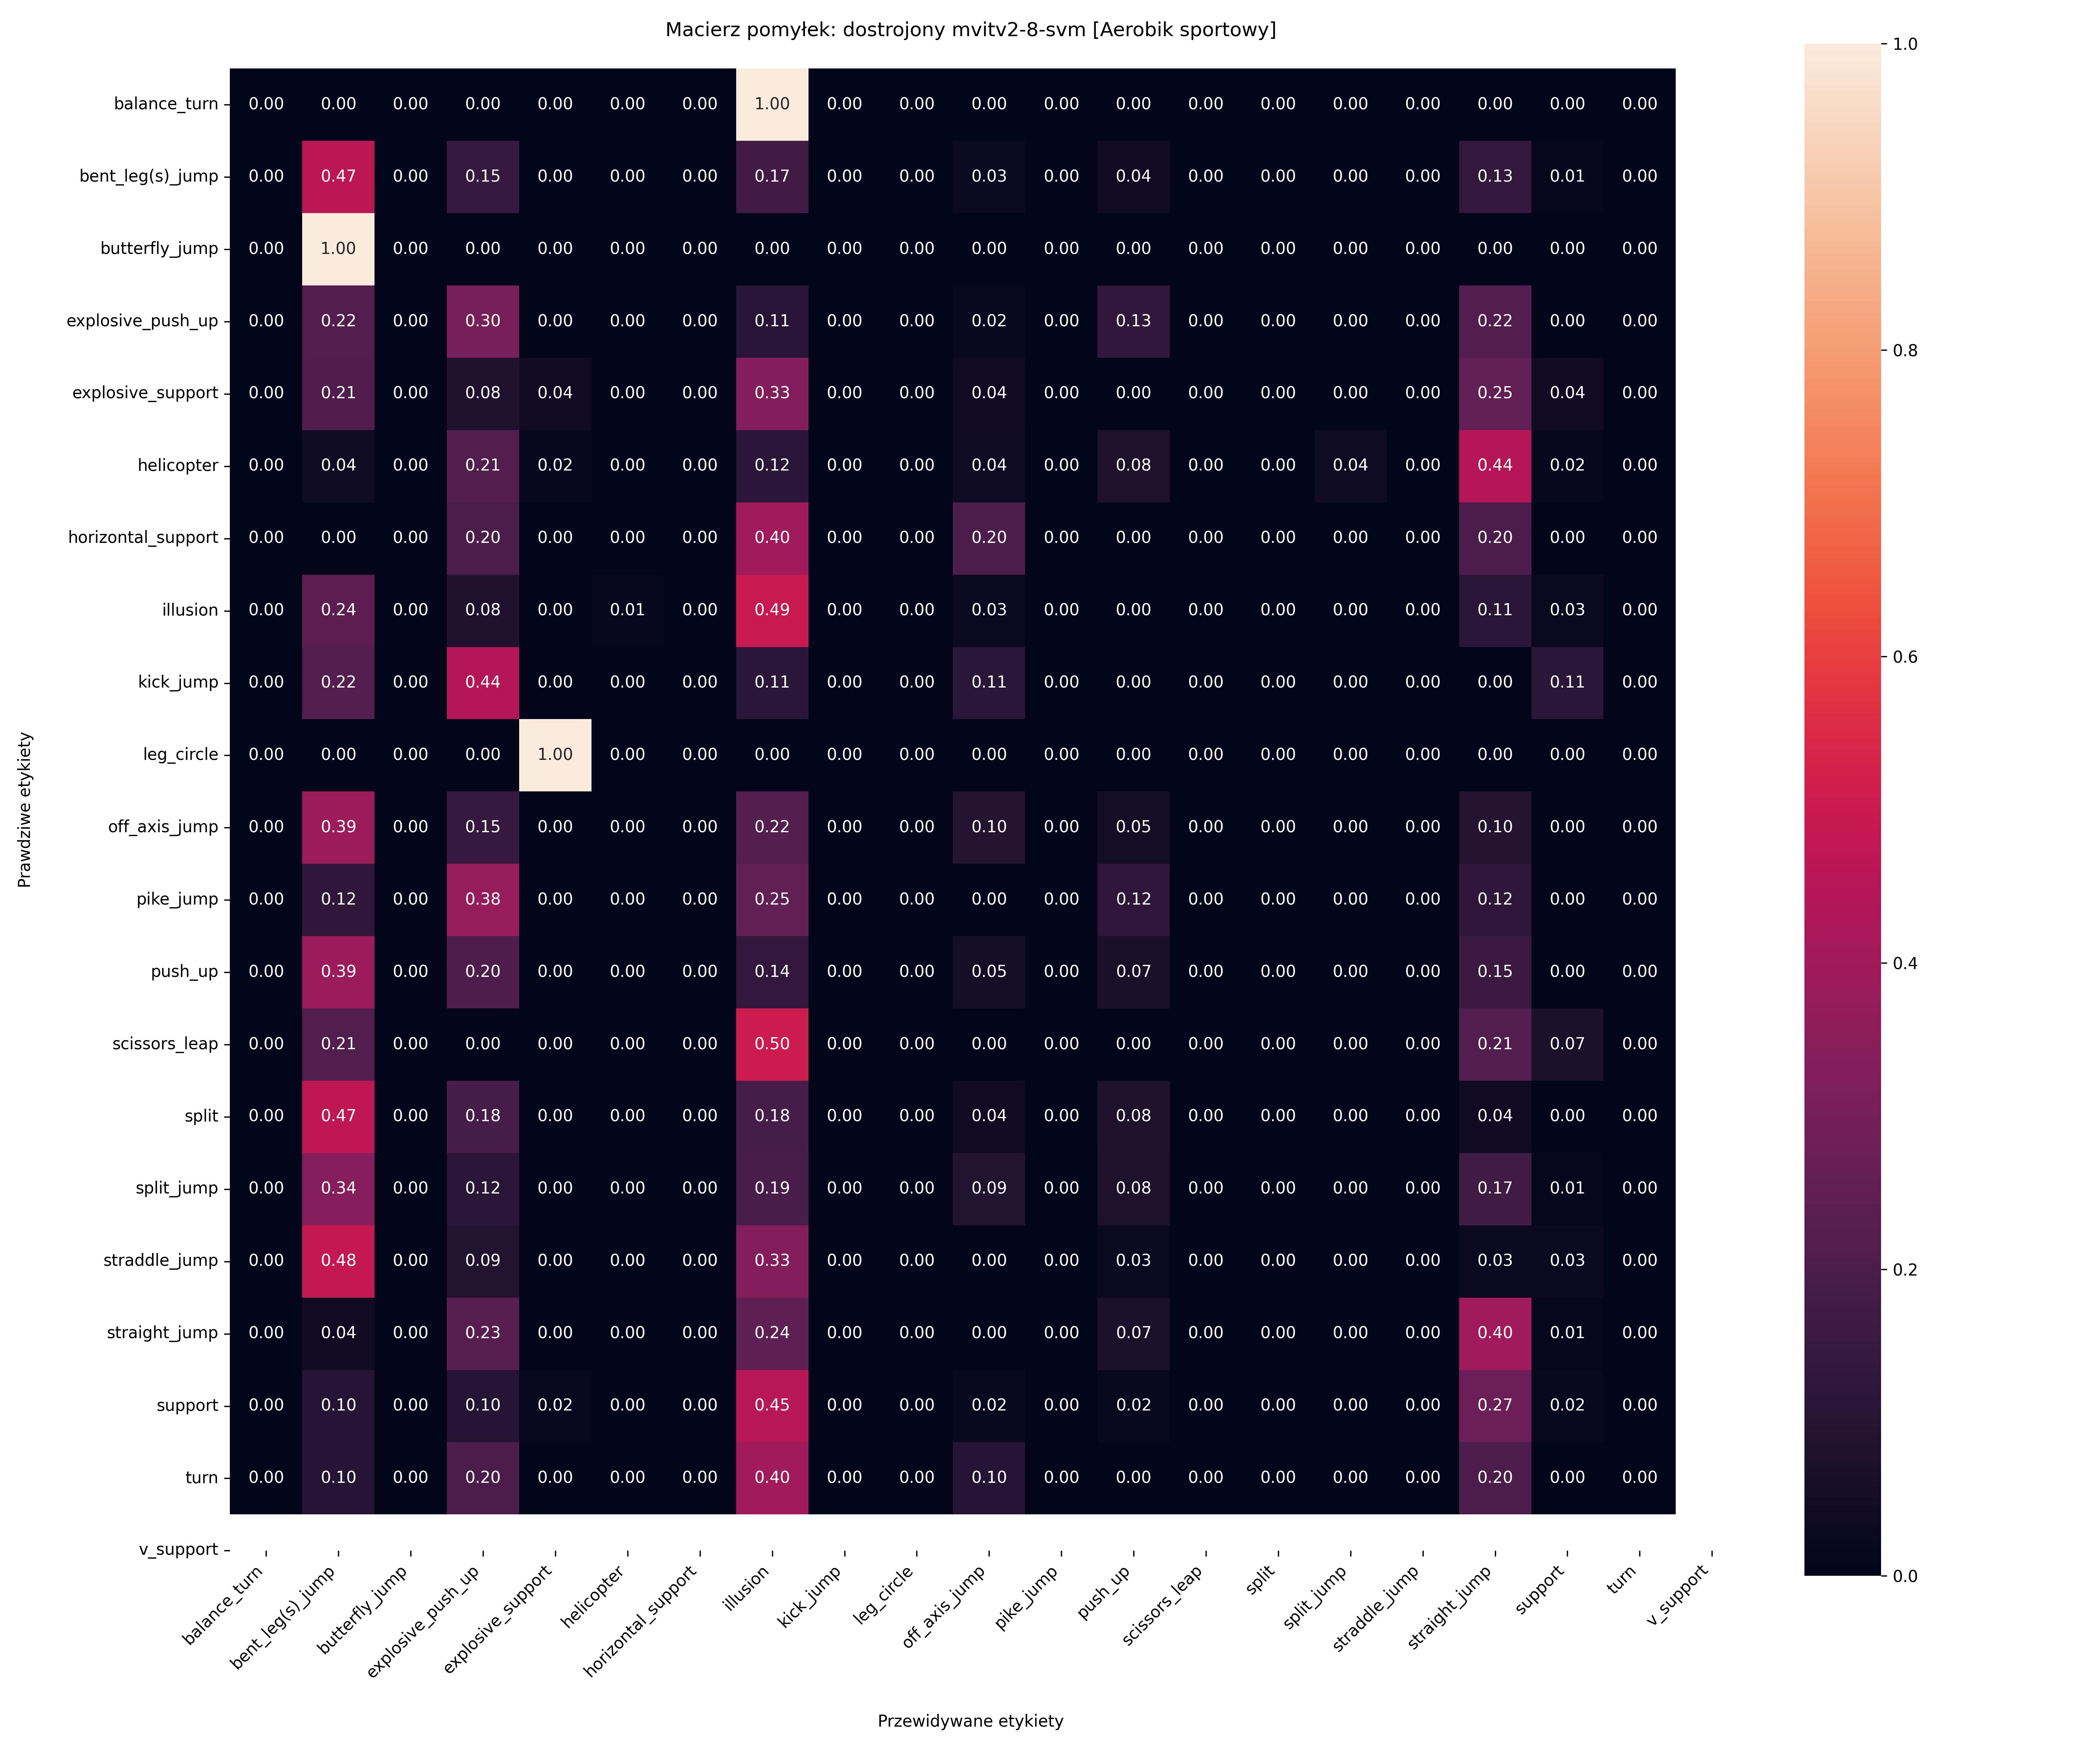 Macierz pomyłek: dostrojony mvitv2-8-svm [Aerobik sportowy]
balance_turn 0.00 0.00 0.00 0.00 0.00 0.00 0.00 1.00 0.00 0.00 0.00 0.00 0.00 0.00 0.00 0.00 0.00 0.00 0.00 0.00
bent_leg(s)_jump 0.00 0.47 0.00 0.15 0.00 0.00 0.00 0.17 0.00 0.00 0.03 0.00 0.04 0.00 0.00 0.00 0.00 0.13 0.01 0.00
butterfly_jump 0.00 1.00 0.00 0.00 0.00 0.00 0.00 0.00 0.00 0.00 0.00 0.00 0.00 0.00 0.00 0.00 0.00 0.00 0.00 0.00
explosive_push_up 0.00 0.22 0.00 0.30 0.00 0.00 0.00 0.11 0.00 0.00 0.02 0.00 0.13 0.00 0.00 0.00 0.00 0.22 0.00 0.00
explosive_support 0.00 0.21 0.00 0.08 0.04 0.00 0.00 0.33 0.00 0.00 0.04 0.00 0.00 0.00 0.00 0.00 0.00 0.25 0.04 0.00
helicopter 0.00 0.04 0.00 0.21 0.02 0.00 0.00 0.12 0.00 0.00 0.04 0.00 0.08 0.00 0.00 0.04 0.00 0.44 0.02 0.00
horizontal_support 0.00 0.00 0.00 0.20 0.00 0.00 0.00 0.40 0.00 0.00 0.20 0.00 0.00 0.00 0.00 0.00 0.00 0.20 0.00 0.00
illusion 0.00 0.24 0.00 0.08 0.00 0.01 0.00 0.49 0.00 0.00 0.03 0.00 0.00 0.00 0.00 0.00 0.00 0.11 0.03 0.00
kick_jump 0.00 0.22 0.00 0.44 0.00 0.00 0.00 0.11 0.00 0.00 0.11 0.00 0.00 0.00 0.00 0.00 0.00 0.00 0.11 0.00
leg_circle 0.00 0.00 0.00 0.00 1.00 0.00 0.00 0.00 0.00 0.00 0.00 0.00 0.00 0.00 0.00 0.00 0.00 0.00 0.00 0.00
off_axis_jump 0.00 0.39 0.00 0.15 0.00 0.00 0.00 0.22 0.00 0.00 0.10 0.00 0.05 0.00 0.00 0.00 0.00 0.10 0.00 0.00
pike_jump 0.00 0.12 0.00 0.38 0.00 0.00 0.00 0.25 0.00 0.00 0.00 0.00 0.12 0.00 0.00 0.00 0.00 0.12 0.00 0.00
push_up 0.00 0.39 0.00 0.20 0.00 0.00 0.00 0.14 0.00 0.00 0.05 0.00 0.07 0.00 0.00 0.00 0.00 0.15 0.00 0.00
scissors_leap 0.00 0.21 0.00 0.00 0.00 0.00 0.00 0.50 0.00 0.00 0.00 0.00 0.00 0.00 0.00 0.00 0.00 0.21 0.07 0.00
split 0.00 0.47 0.00 0.18 0.00 0.00 0.00 0.18 0.00 0.00 0.04 0.00 0.08 0.00 0.00 0.00 0.00 0.04 0.00 0.00
split_jump 0.00 0.34 0.00 0.12 0.00 0.00 0.00 0.19 0.00 0.00 0.09 0.00 0.08 0.00 0.00 0.00 0.00 0.17 0.01 0.00
straddle_jump 0.00 0.48 0.00 0.09 0.00 0.00 0.00 0.33 0.00 0.00 0.00 0.00 0.03 0.00 0.00 0.00 0.00 0.03 0.03 0.00
straight_jump 0.00 0.04 0.00 0.23 0.00 0.00 0.00 0.24 0.00 0.00 0.00 0.00 0.07 0.00 0.00 0.00 0.00 0.40 0.01 0.00
support 0.00 0.10 0.00 0.10 0.02 0.00 0.00 0.45 0.00 0.00 0.02 0.00 0.02 0.00 0.00 0.00 0.00 0.27 0.02 0.00
turn 0.00 0.10 0.00 0.20 0.00 0.00 0.00 0.40 0.00 0.00 0.10 0.00 0.00 0.00 0.00 0.00 0.00 0.20 0.00 0.00
v_support
Prawdziwe etykiety
balance_turn
bent_leg(s)_jump
butterfly_jump
explosive_push_up
explosive_support
helicopter
horizontal_support
illusion
kick_jump
leg_circle
off_axis_jump
pike_jump
push_up
scissors_leap
split
split_jump
straddle_jump
straight_jump
support
turn
v_support
Przewidywane etykiety
1.0
0.8
0.6
0.4
0.2
0.0